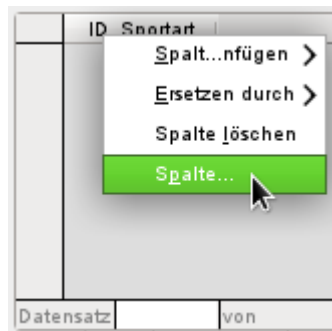 ID_Sportart
Spalt...nfügen
Ersetzen durch
Spalte löschen
Spalte...
Datensatz von